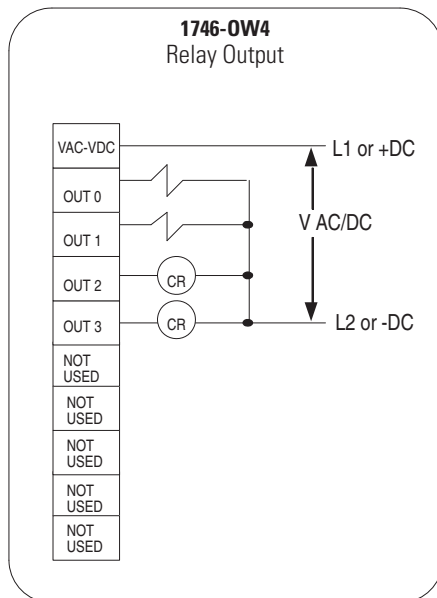 1746-OW4
Relay Output
VAC-VDC
L1 or +DC
OUT 0
V AC/DC
OUT 1
OUT 2
CR
OUT 3
CR
L2 or -DC
NOT
USED
NOT
USED
NOT
USED
NOT
USED
NOT
USED